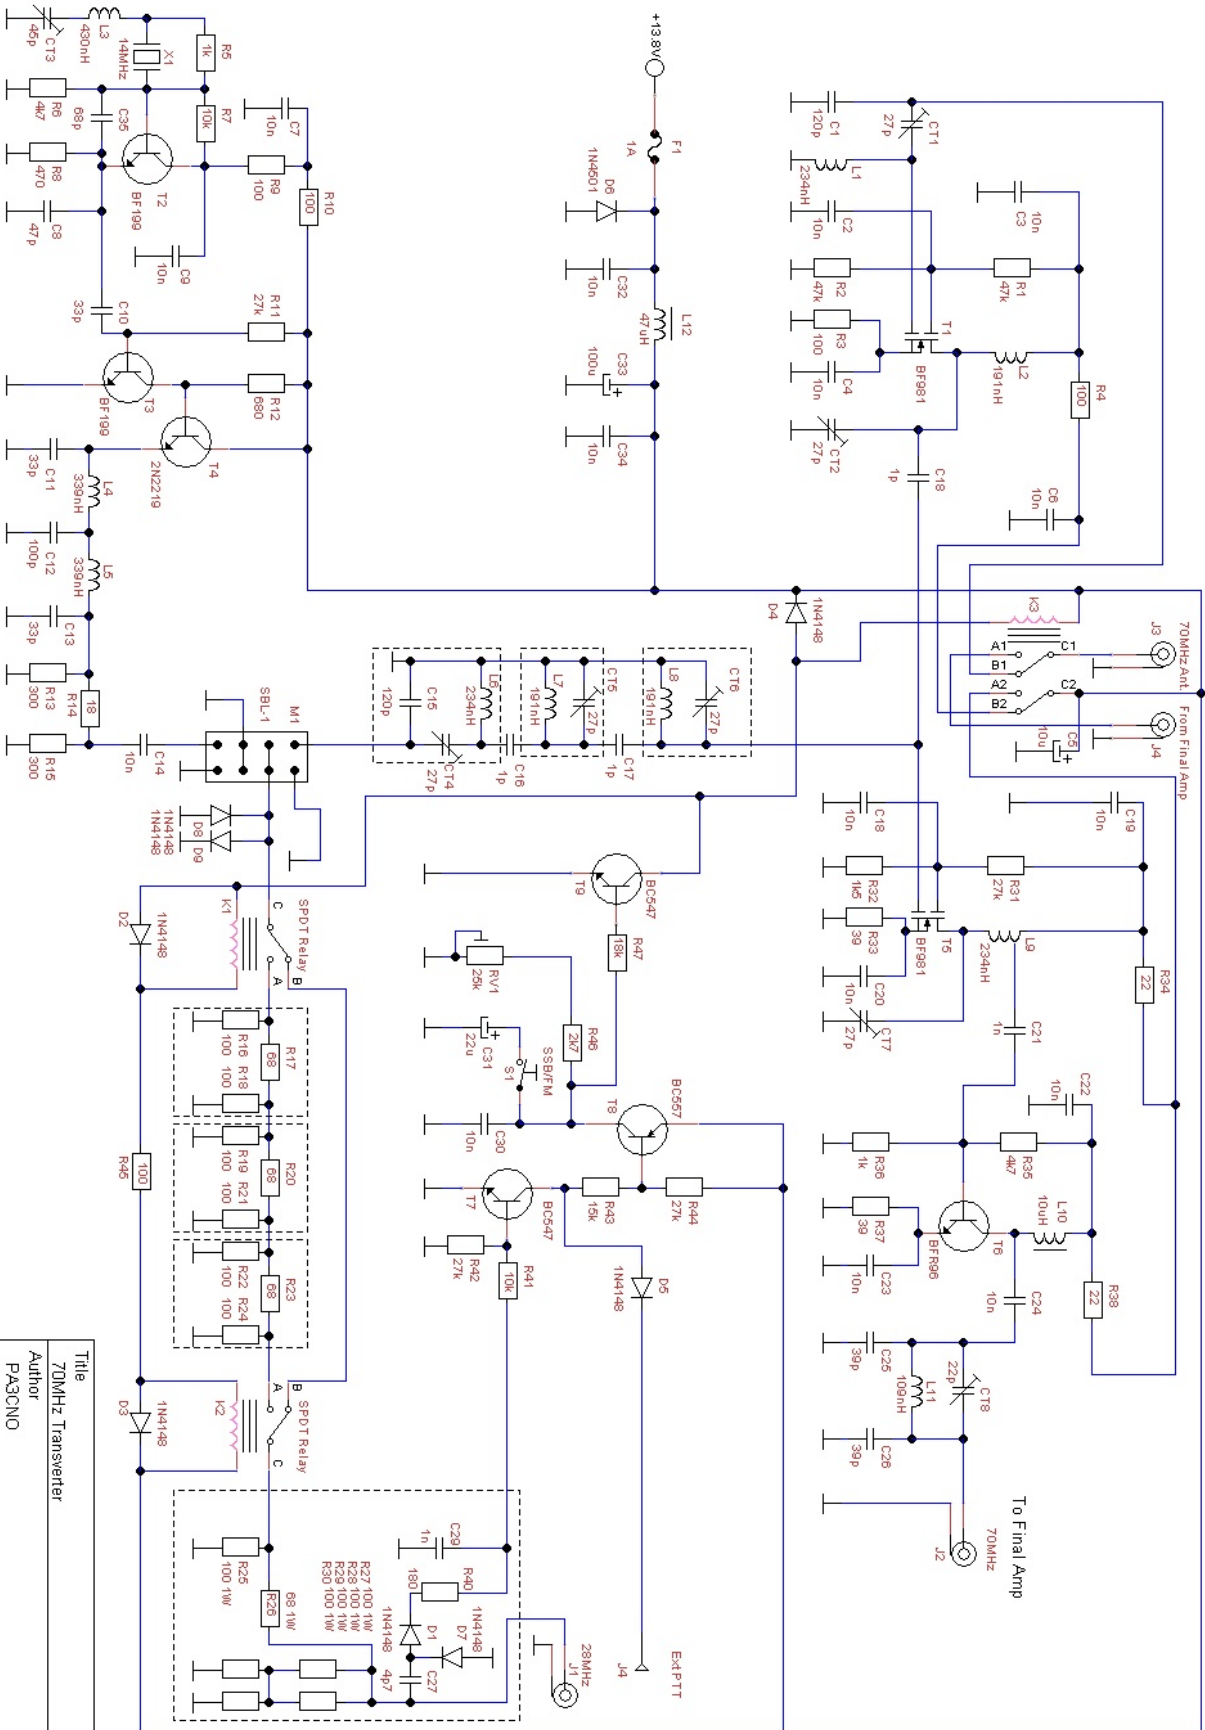 +13.8V
F1
1A
D6
1N4501
C32
10n
L12
47uH
C33
100u
+
C34
10n
CT3
45p
L3
430nH
X1
14MHz
R5
1k
R6
4k7
C35
68p
R7
10k
C7
10n
R8
470
T2
BF199
R9
100
R10
100
C8
47p
C9
10n
C10
33p
R11
27k
T3
BF199
R12
680
T4
2N2219
C11
33p
L4
339nH
C12
100p
L5
339nH
C13
33p
R13
300
R14
18
R15
300
C14
10n
SBL-1
M1
C1
120p
CT1
27p
L1
234nH
C2
10n
C3
10n
R2
47k
R1
47k
R3
100
T1
BF981
C4
10n
L2
191nH
R4
100
CT2
27p
C18
1p
C6
10n
D4
1N4148
K3
A1
B1
A2
B2
C1
C2
J3
70MHz Ant.
From Final Amp
J4
C5
10u
+
C15
120p
L6
234nH
CT4
27p
C16
1p
L7
191nH
CT5
27p
C17
1p
L8
191nH
CT6
27p
D8
D9
1N4148
1N4148
C18
10n
C19
10n
R32
1k5
R31
27k
R33
39
T5
BF981
C20
10n
L9
234nH
CT7
27p
R34
22
C21
1n
C22
10n
R36
1k
R35
4k7
R37
39
T6
BFR96
L10
10uH
C23
10n
C24
10n
R38
22
C25
39p
L11
109nH
CT8
22p
C26
39p
J2
70MHz
To Final Amp
T9
BC547
R47
18k
RV1
25k
R46
2k7
C31
22u
+
S1
SSB/FM
C30
10n
T8
BC557
T7
BC547
R43
15k
R44
27k
R42
27k
R41
10k
D5
1N4148
J4
ExtPTT
D2
1N4148
K1
SPDT Relay
C
A
B
R16
100
R17
68
R18
100
R19
100
R20
68
R21
100
R22
100
R23
68
R24
100
R45
100
D3
1N4148
K2
SPDT Relay
A
B
C
R25
100 1W
R26
68 1W
R27 100 1W
R28 100 1W
R29 100 1W
R30 100 1W
C29
1n
R40
180
D1
1N4148
D7
1N4148
C27
4p7
J1
28MHz
Title
70MHz Transverter
Author
PA3CNO